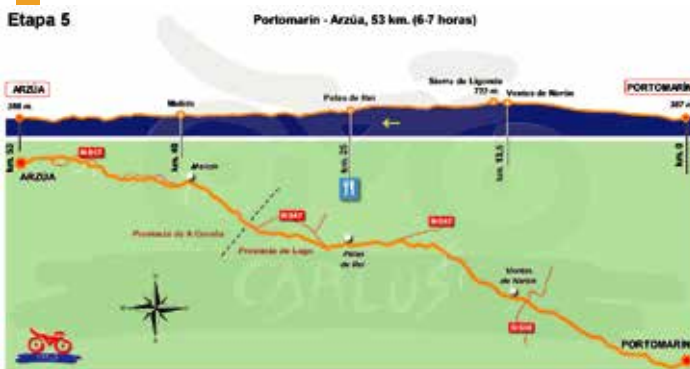 Etapa 5
Portomarín - Arzúa, 53 km. (6-7 horas)
ARZÚA
Melide
Palas de Rei
Sierra de Ligonde
Ventas de Narón
PORTOMARÍN
km. 53
km. 40
km. 25
km. 13,5
km. 0
N-547
ARZÚA
Melide
N-547
N-547
Provincia de A Coruña
Provincia de Lugo
Palas
de Rei
Ventas
de Narón
PORTOMARÍN